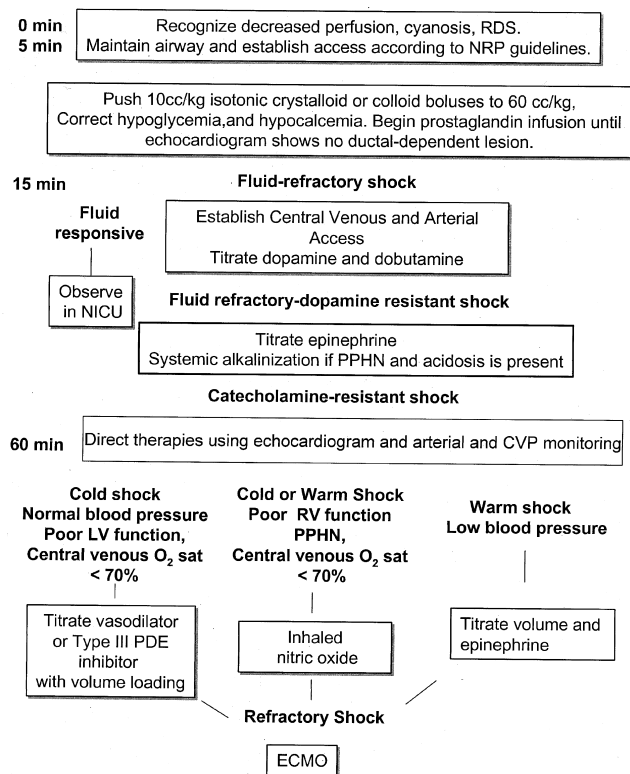 0 min
5 min
Recognize decreased perfusion, cyanosis, RDS.
Maintain airway and establish access according to NRP guidelines.
Push 10cc/kg isotonic crystalloid or colloid boluses to 60 cc/kg,
Correct hypoglycemia,and hypocalcemia. Begin prostaglandin infusion until
echocardiogram shows no ductal-dependent lesion.
15 min
Fluid-refractory shock
Fluid
responsive
Establish Central Venous and Arterial
Access
Titrate dopamine and dobutamine
Observe
in NICU
Fluid refractory-dopamine resistant shock
Titrate epinephrine
Systemic alkalinization if PPHN and acidosis is present
Catecholamine-resistant shock
60 min
Direct therapies using echocardiogram and arterial and CVP monitoring
Cold shock
Normal blood pressure
Poor LV function,
Central venous O₂ sat
< 70%
Cold or Warm Shock
Poor RV function
PPHN,
Central venous O₂ sat
< 70%
Warm shock
Low blood pressure
Titrate vasodilator
or Type III PDE
inhibitor
with volume loading
Inhaled
nitric oxide
Titrate volume and
epinephrine
Refractory Shock
ECMO